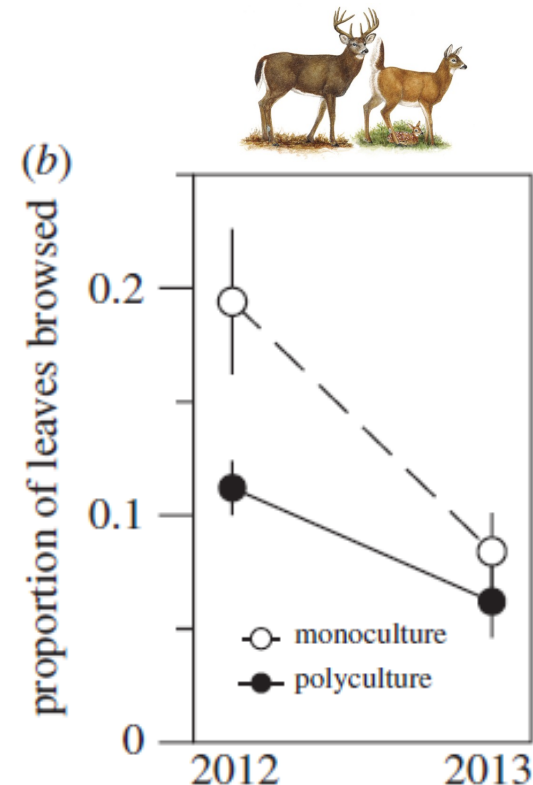 (b)
proportion of leaves browsed
0.2
0.1
0
monoculture
polyculture
2012 2013